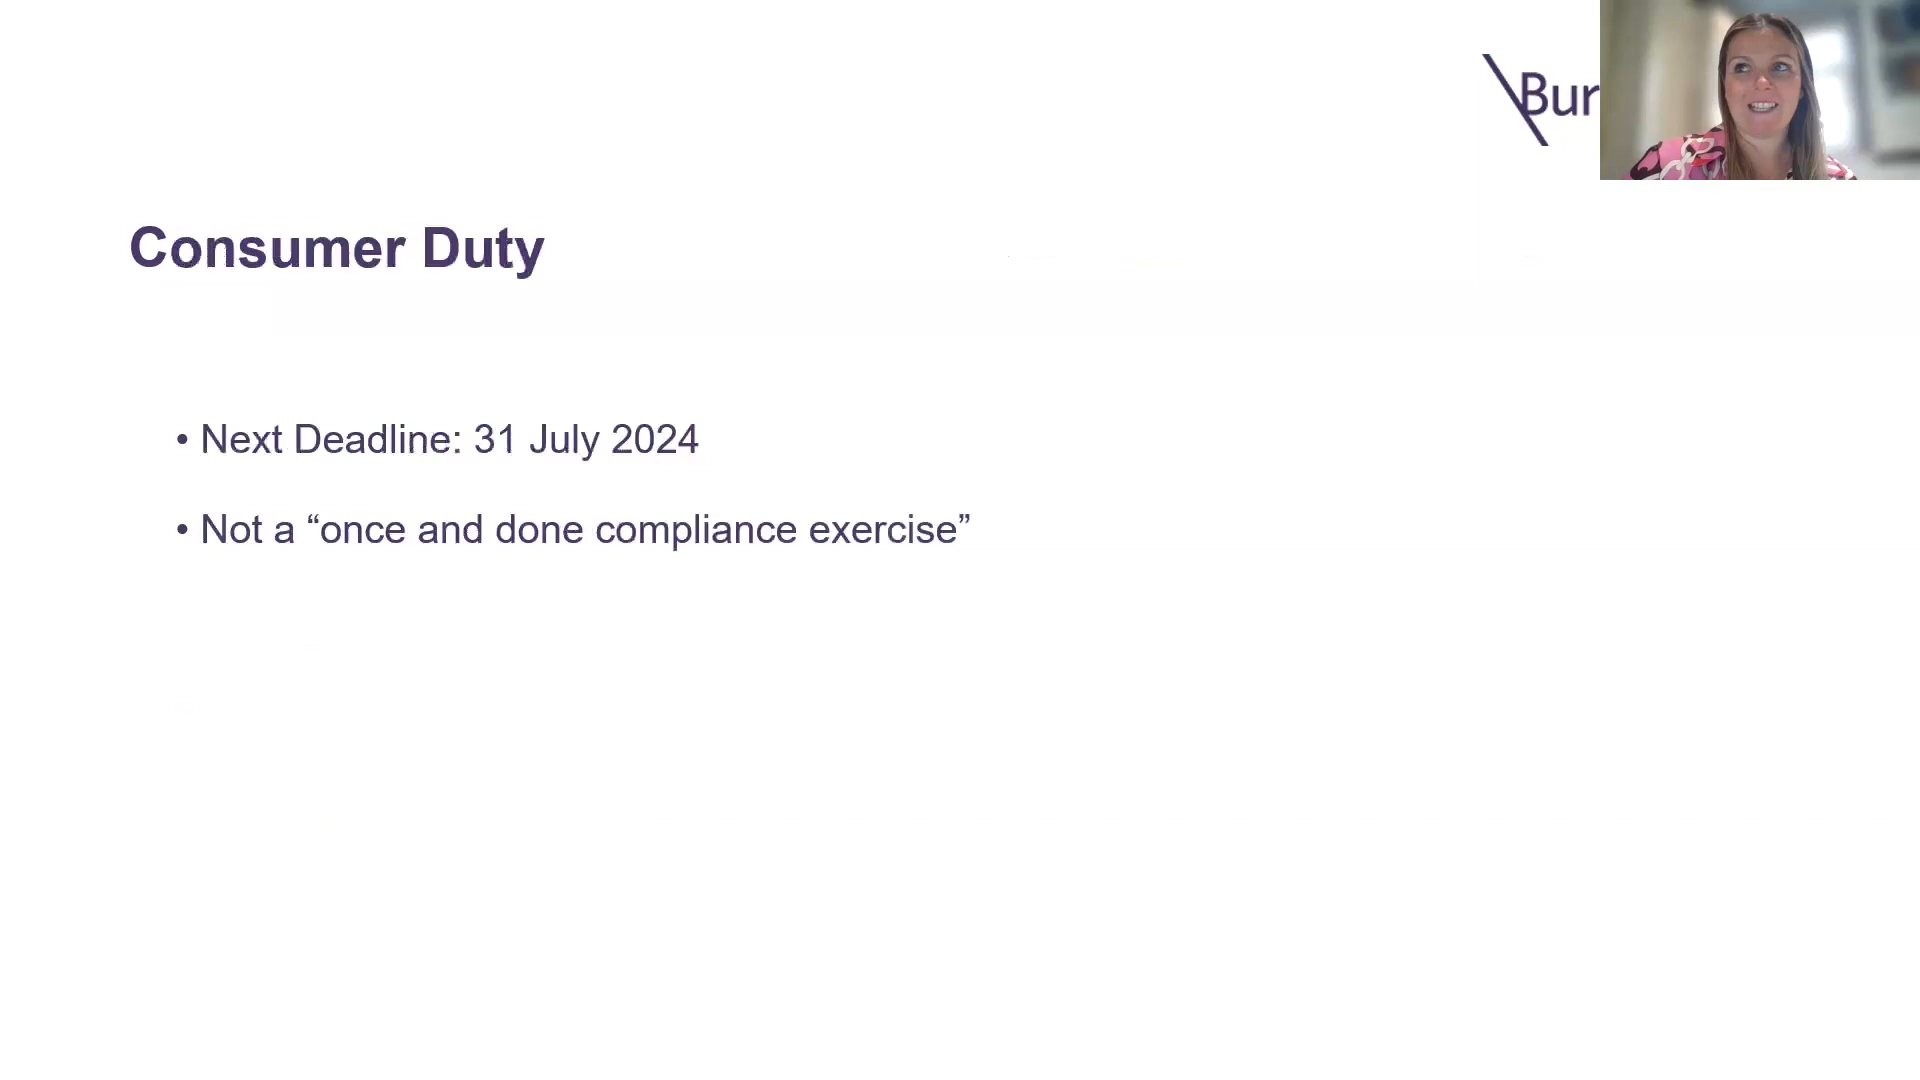 Bur
Consumer Duty
• Next Deadline: 31 July 2024
• Not a “once and done compliance exercise”